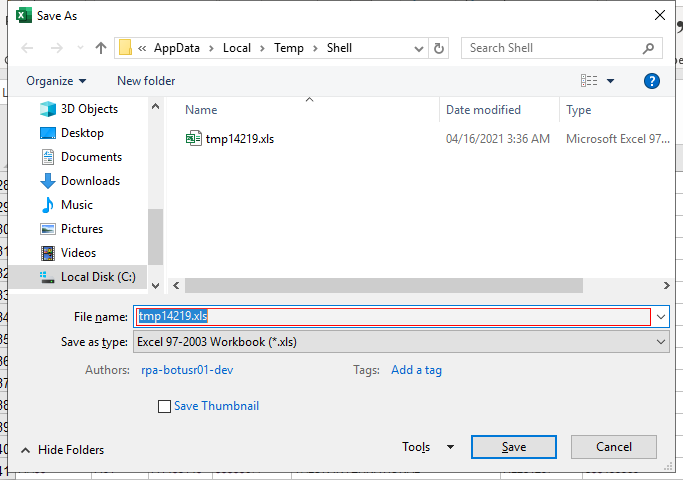 Save As
« AppData > Local > Temp > Shell
Search Shell
Organize
New folder
?
Name
Date modified
Type
3D Objects
Desktop
Documents
Downloads
Music
Pictures
Videos
Local Disk (C:)
tmp14219.xls
04/16/2021 3:36 AM
Microsoft Excel 97...
File name:
tmp14219.xls
Save as type:
Excel 97-2003 Workbook (*.xls)
Authors:
rpa-botusr01-dev
Tags:
Add a tag
Save Thumbnail
Hide Folders
Tools
Save
Cancel